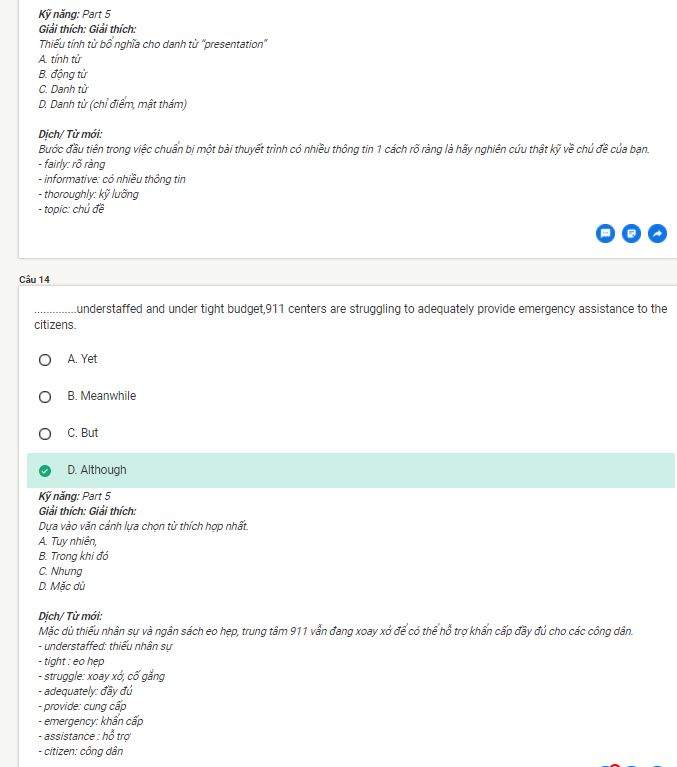 Kỹ năng: Part 5
Giải thích: Giải thích:
Thiếu tính từ bổ nghĩa cho danh từ "presentation"
A. tính từ
B. động từ
C. Danh từ
D. Danh từ (chỉ điểm, mật thám)
Dịch/ Từ mới:
Bước đầu tiên trong việc chuẩn bị một bài thuyết trình có nhiều thông tin 1 cách rõ ràng là hãy nghiên cứu thật kỹ về chủ đề của bạn.
- fairly: rõ ràng
- informative: có nhiều thông tin
- thoroughly: kỹ lưỡng
- topic: chủ đề
Câu 14
..............understaffed and under tight budget,911 centers are struggling to adequately provide emergency assistance to the
citizens.
A. Yet
B. Meanwhile
C. But
D. Although
Kỹ năng: Part 5
Giải thích: Giải thích:
Dựa vào văn cảnh lựa chọn từ thích hợp nhất.
A. Tuy nhiên,
B. Trong khi đó
C. Nhưng
D. Mặc dù
Dịch/ Từ mới:
Mặc dù thiếu nhân sự và ngân sách eo hẹp, trung tâm 911 vẫn đang xoay xở để có thể hỗ trợ khẩn cấp đầy đủ cho các công dân.
- understaffed: thiếu nhân sự
- tight : eo hẹp
- struggle: xoay xở, cố gắng
- adequately: đầy đủ
- provide: cung cấp
- emergency: khẩn cấp
- assistance : hỗ trợ
- citizen: công dân